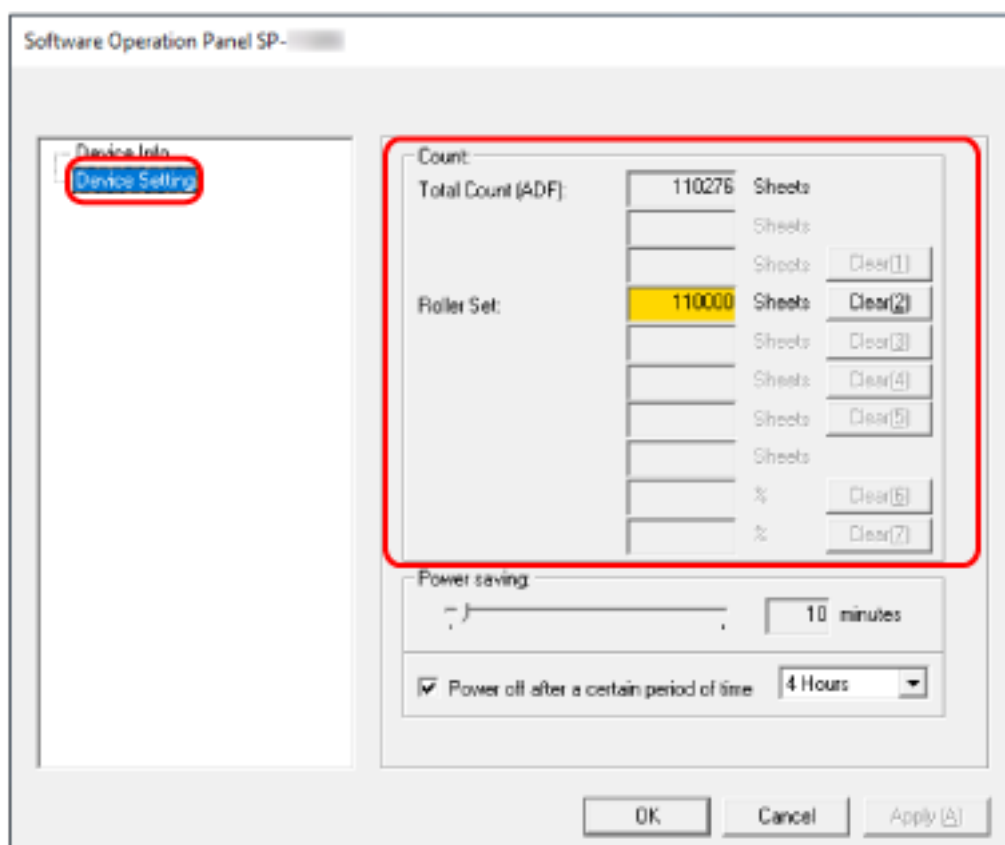 Software Operation Panel SP-
Device Info
Device Setting
Count:
Total Count (ADF): 110276 Sheets
Sheets
Sheets Clear(1)
Roller Set: 110000 Sheets Clear(2)
Sheets Clear(3)
Sheets Clear(4)
Sheets Clear(5)
Sheets
% Clear(6)
% Clear(7)
Power saving:
10 minutes
Power off after a certain period of time 4 Hours
OK Cancel Apply (A)